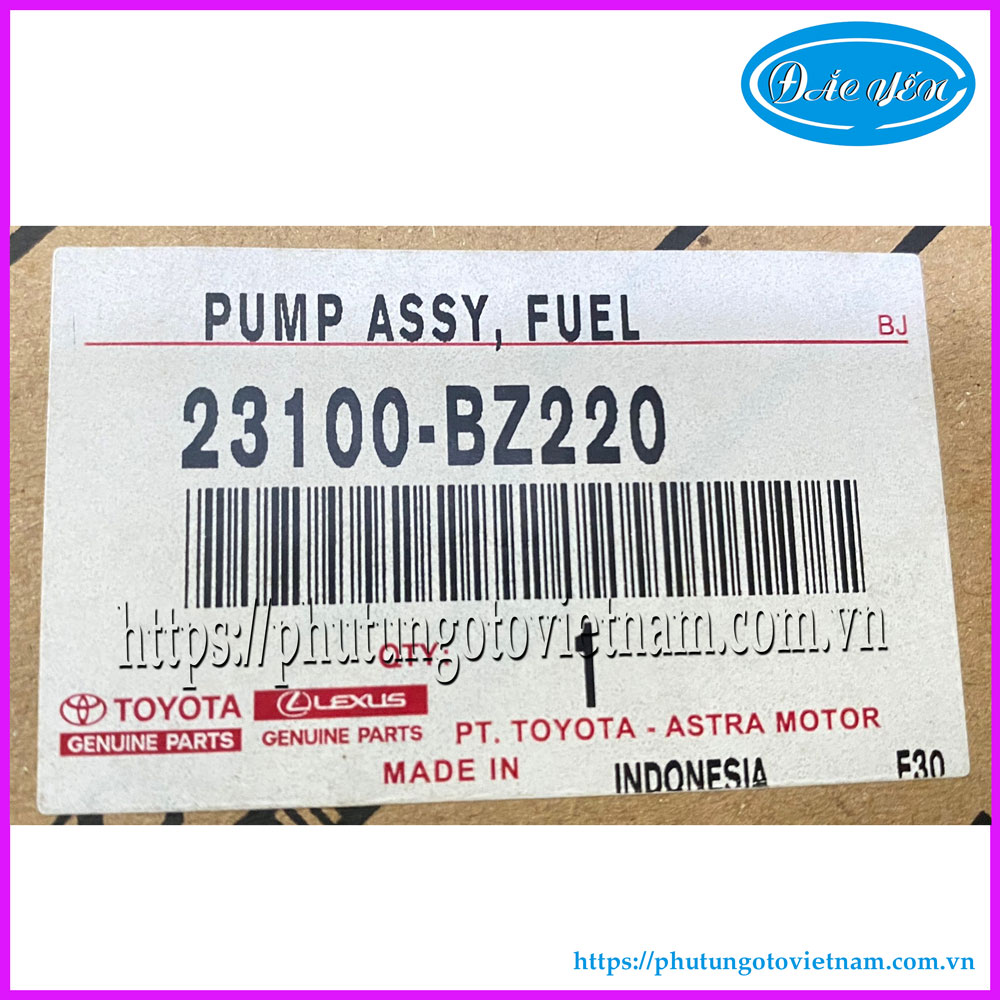 ĐẮC YẾN
PUMP ASSY, FUEL
BJ
23100-BZ220
https://phutungotovietnam.com.vn
QTY: 1
TOYOTA
GENUINE PARTS
LEXUS
GENUINE PARTS
PT. TOYOTA - ASTRA MOTOR
MADE IN INDONESIA F30
https://phutungotovietnam.com.vn